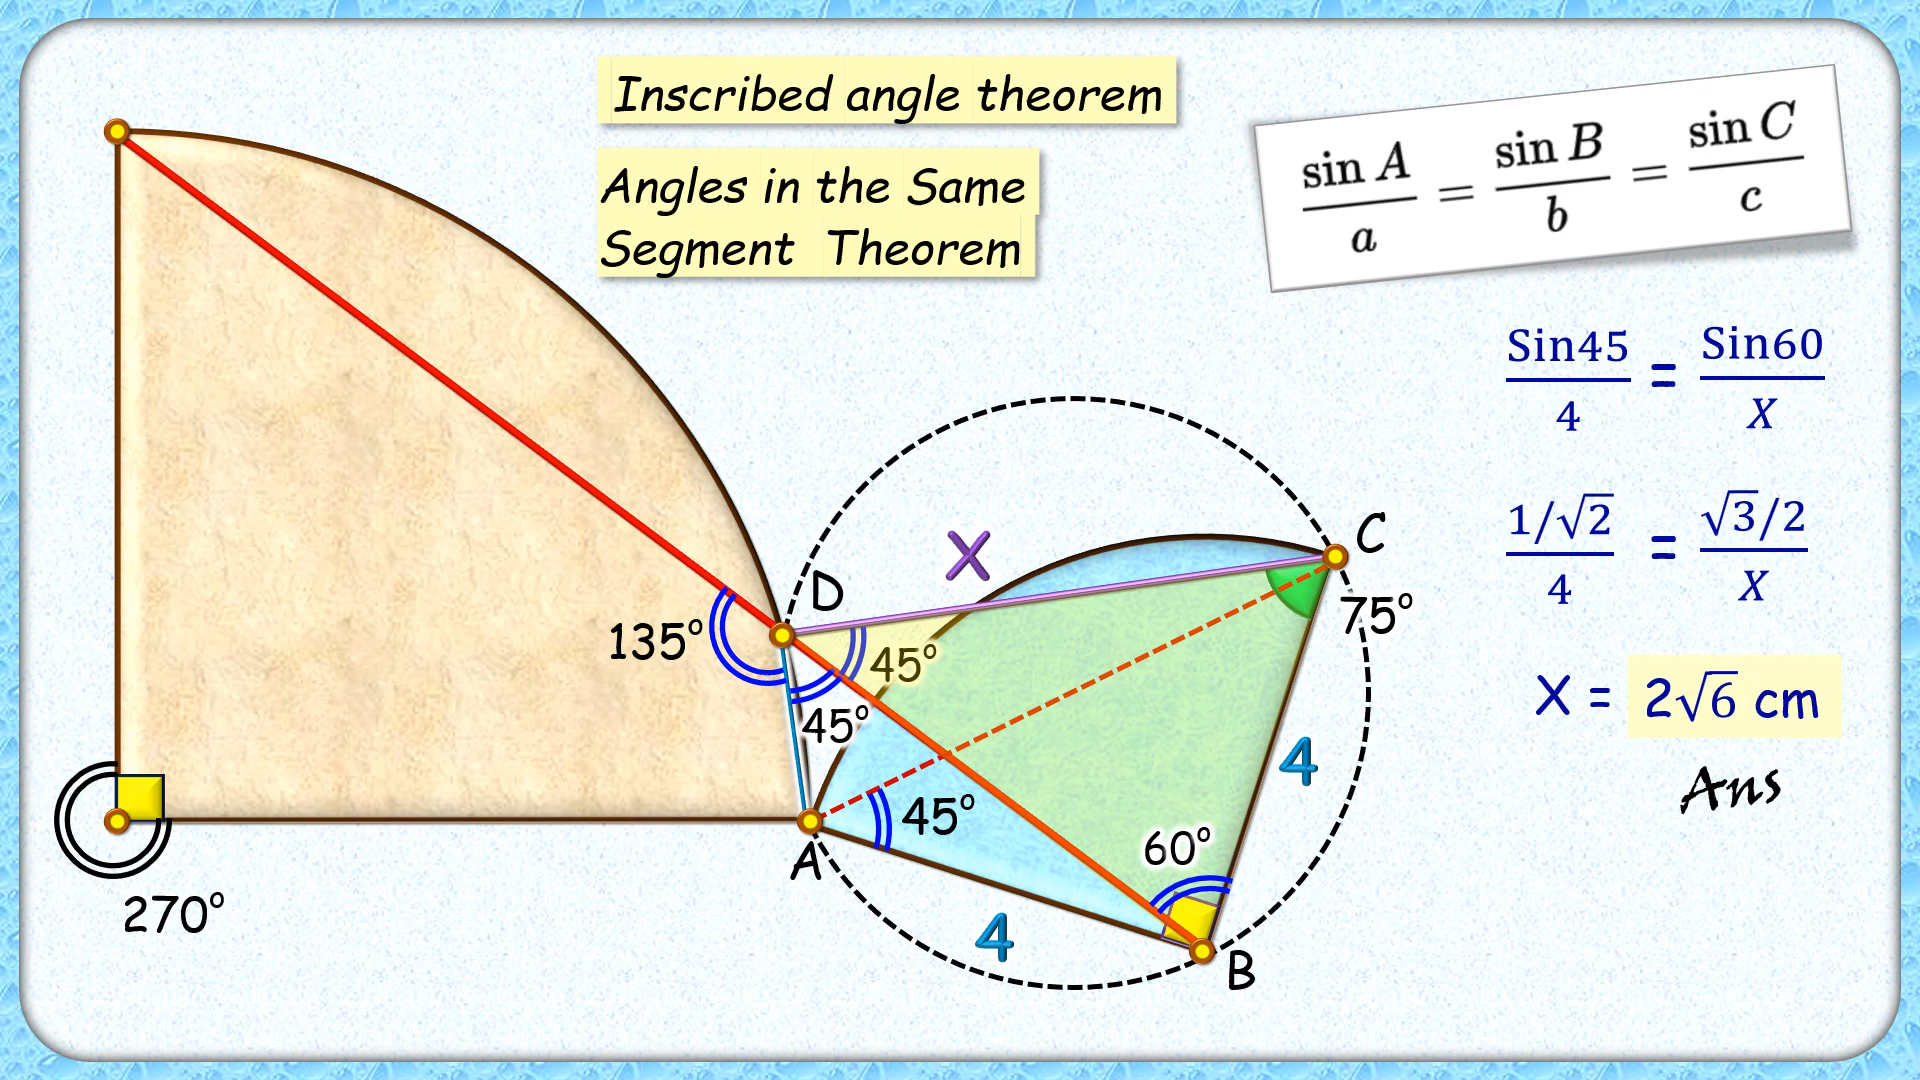 Inscribed angle theorem
Angles in the Same
Segment Theorem
sin A / a = sin B / b = sin C / c
Sin45 / 4 = Sin60 / X
1/√2 / 4 = √3/2 / X
X = 2√6 cm
Ans
D
X
C
135°
45°
75°
45°
4
45°
60°
A
4
B
270°